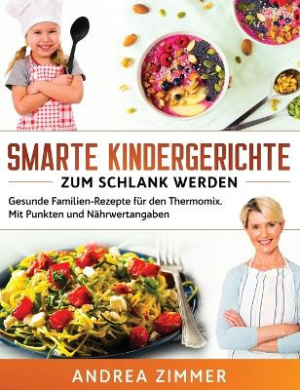 SMARTE KINDERGERICHTE
ZUM SCHLANK WERDEN
Gesunde Familien-Rezepte für den Thermomix.
Mit Punkten und Nährwertangaben
ANDREA ZIMMER